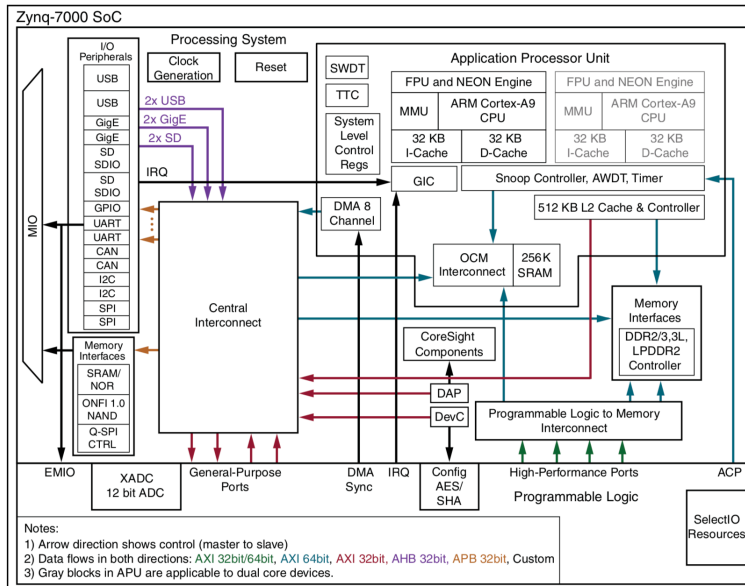 Zynq-7000 SoC
I/O
Peripherals
USB
USB
GigE
GigE
SD
SDIO
SD
SDIO
GPIO
UART
UART
CAN
CAN
I2C
I2C
SPI
SPI
MIO
Processing System
Clock
Generation
Reset
2x USB
2x GigE
2x SD
IRQ
SWDT
TTC
System
Level
Control
Regs
Application Processor Unit
FPU and NEON Engine
MMU
ARM Cortex-A9
CPU
32 KB
I-Cache
32 KB
D-Cache
FPU and NEON Engine
MMU
ARM Cortex-A9
CPU
32 KB
I-Cache
32 KB
D-Cache
GIC
Snoop Controller, AWDT, Timer
DMA 8
Channel
512 KB L2 Cache & Controller
OCM
Interconnect
256K
SRAM
Central
Interconnect
Memory
Interfaces
DDR2/3,3L,
LPDDR2
Controller
CoreSight
Components
DAP
DevC
Programmable Logic to Memory
Interconnect
Memory
Interfaces
SRAM/
NOR
ONFI 1.0
NAND
Q-SPI
CTRL
EMIO
XADC
12 bit ADC
General-Purpose
Ports
DMA
Sync
IRQ
Config
AES/
SHA
High-Performance Ports
ACP
Programmable Logic
SelectIO
Resources
Notes:
1) Arrow direction shows control (master to slave)
2) Data flows in both directions: AXI 32bit/64bit, AXI 64bit, AXI 32bit, AHB 32bit, APB 32bit, Custom
3) Gray blocks in APU are applicable to dual core devices.